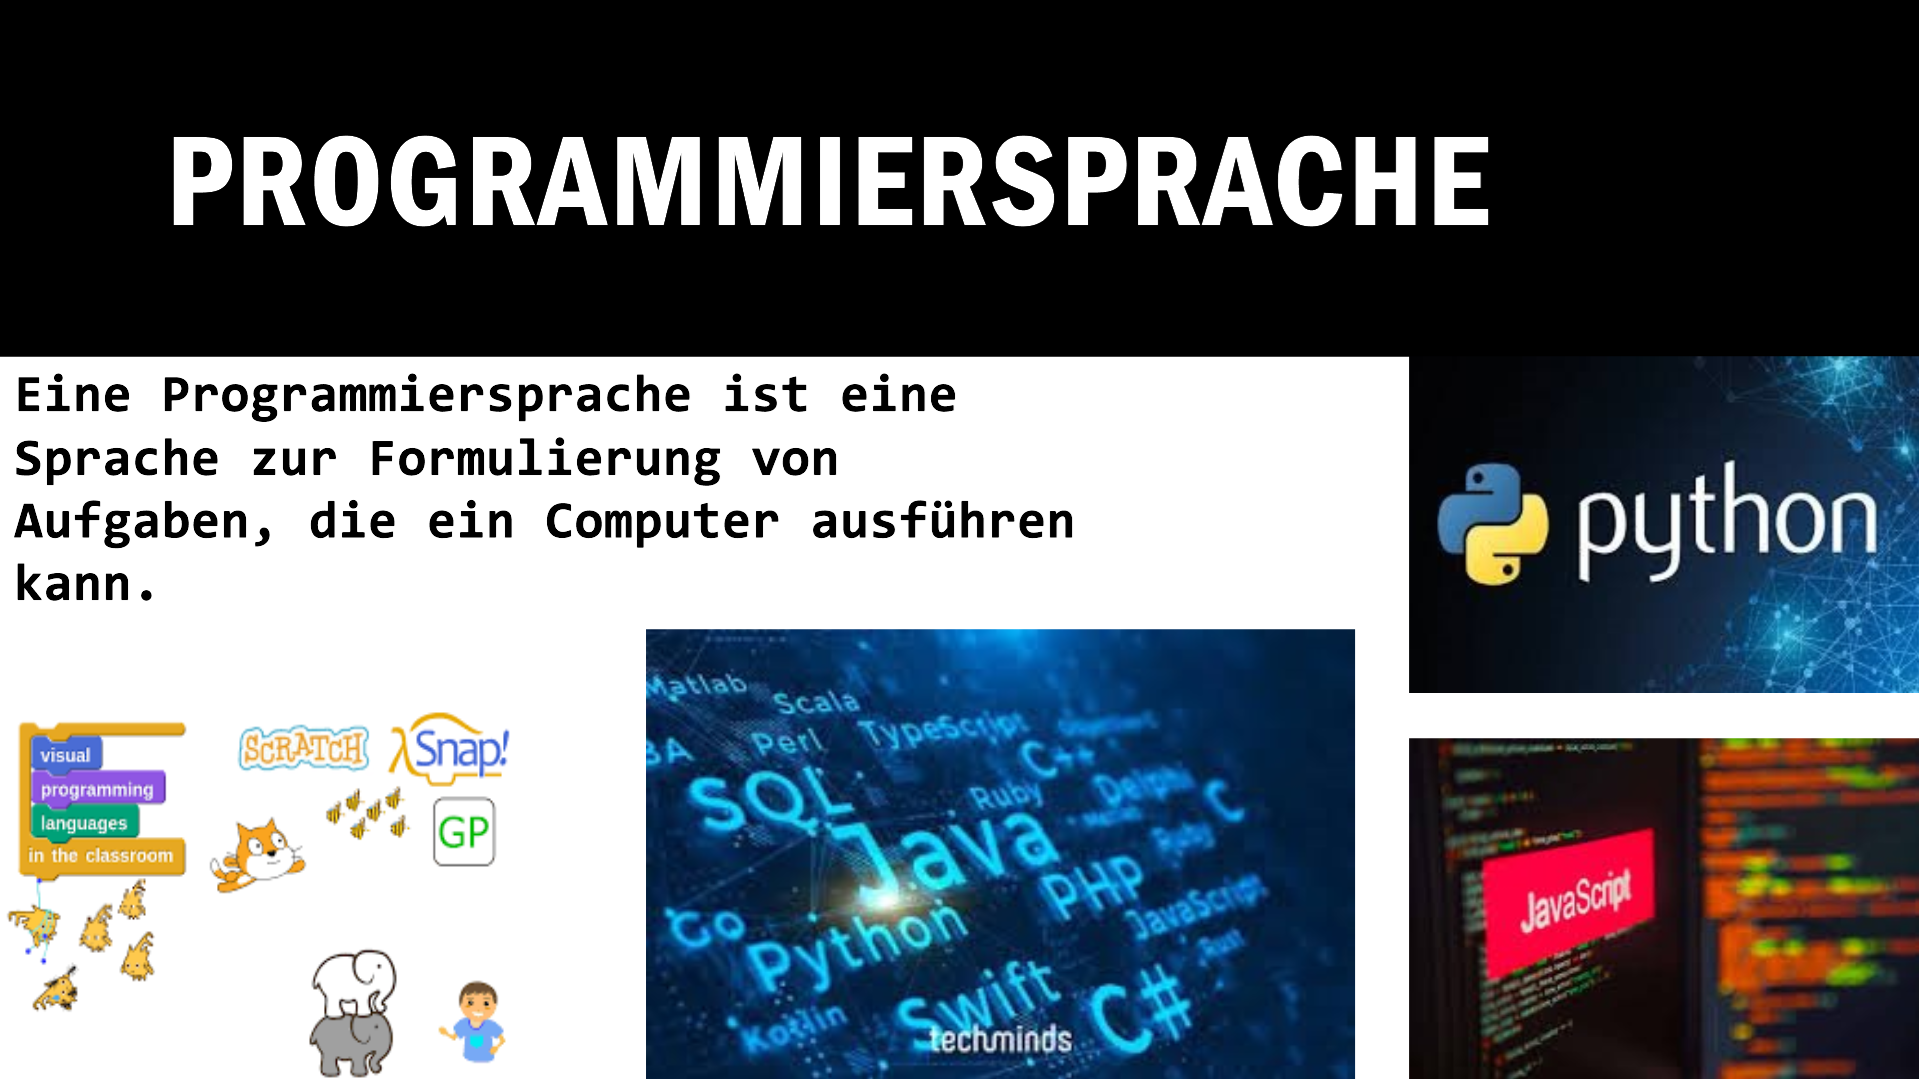 PROGRAMMIERSPRACHE
Eine Programmiersprache ist eine
Sprache zur Formulierung von
Aufgaben, die ein Computer ausführen
kann.
python
visual
programming
languages
in the classroom
SCRATCH
Snap!
GP
Matlab
Scala
TypeScript
Perl
C++
SQL
Ruby
Delphi
C
Java
Ruby
PHP
JavaScript
Go
Python
Rust
Swift
C#
Kotlin
techminds
JavaScript